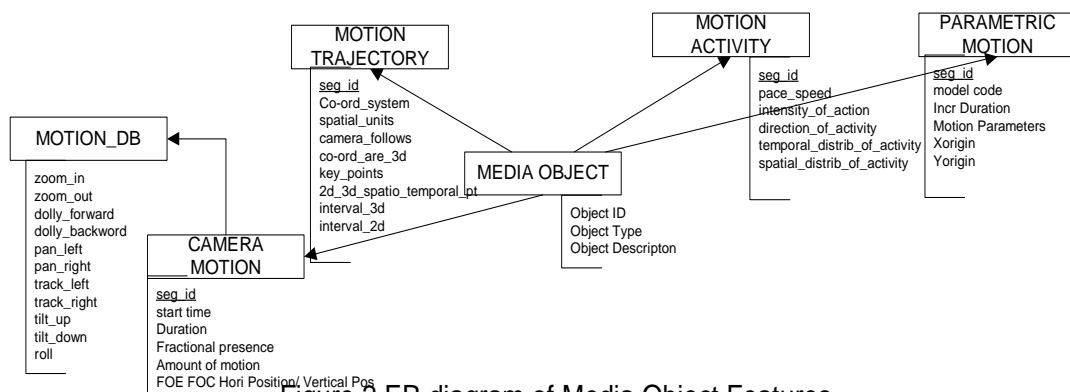 MOTION
TRAJECTORY
seg_id
Co-ord_system
spatial_units
camera_follows
co-ord_are_3d
key_points
2d_3d_spatio_temporal_pt
interval_3d
interval_2d
MOTION
ACTIVITY
seg_id
pace_speed
intensity_of_action
direction_of_activity
temporal_distrib_of_activity
spatial_distrib_of_activity
PARAMETRIC
MOTION
seg_id
model code
Incr Duration
Motion Parameters
Xorigin
Yorigin
MOTION_DB
zoom_in
zoom_out
dolly_forward
dolly_backword
pan_left
pan_right
track_left
track_right
tilt_up
tilt_down
roll
MEDIA OBJECT
Object ID
Object Type
Object Descripton
CAMERA
MOTION
seg_id
start time
Duration
Fractional presence
Amount of motion
FOE FOC Hori Position/ Vertical Pos
Figure 2 ER diagram of Media Object Features